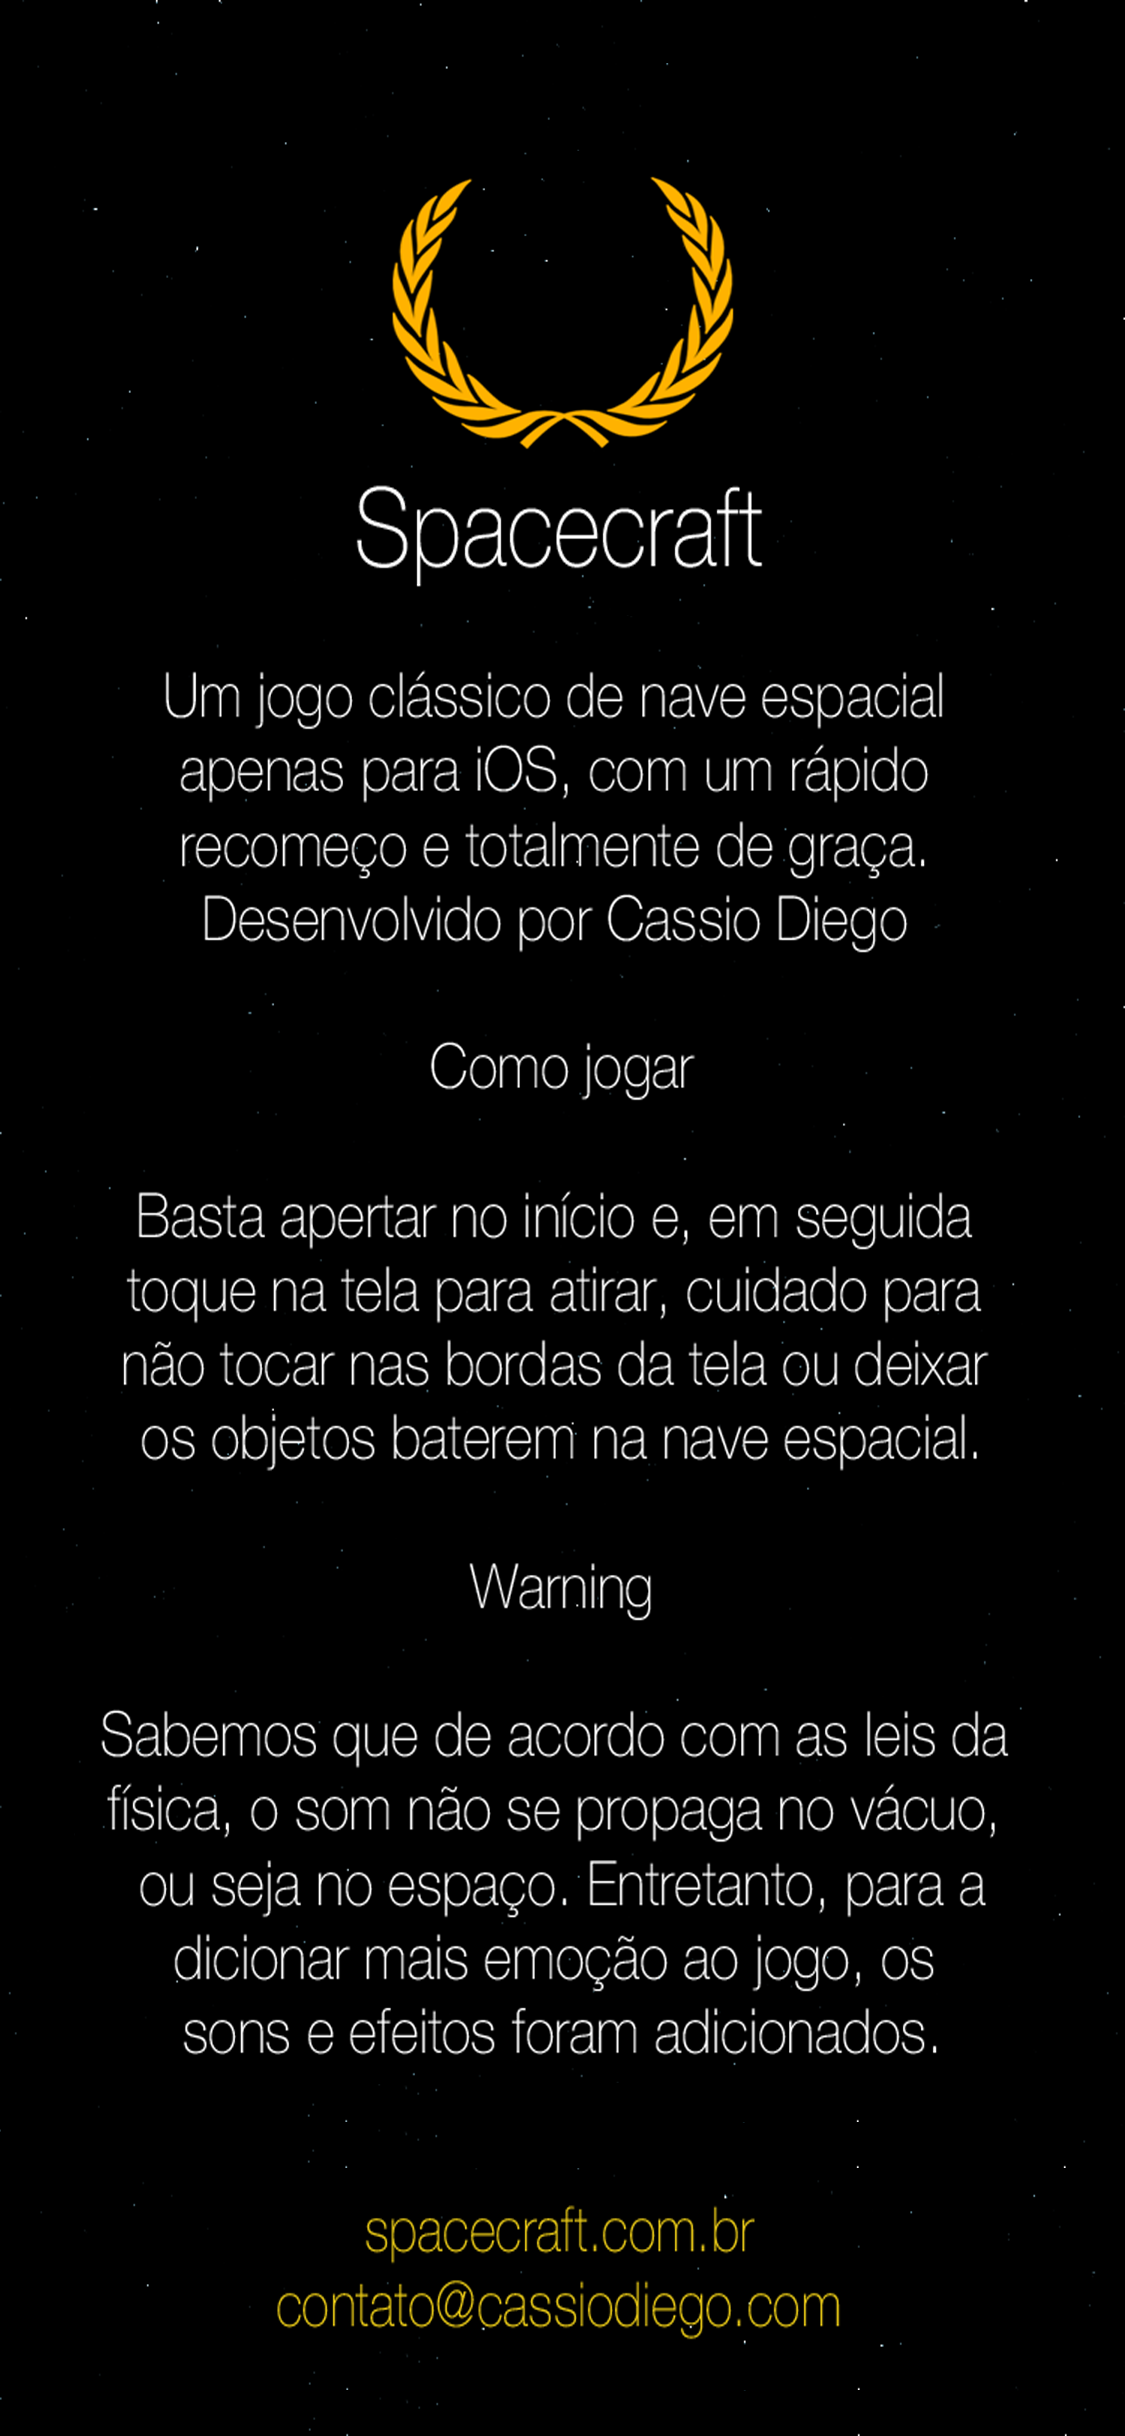 Spacecraft
Um jogo clássico de nave espacial
apenas para iOS, com um rápido
recomeço e totalmente de graça.
Desenvolvido por Cassio Diego
Como jogar
Basta apertar no início e, em seguida
toque na tela para atirar, cuidado para
não tocar nas bordas da tela ou deixar
os objetos baterem na nave espacial.
Warning
Sabemos que de acordo com as leis da
física, o som não se propaga no vácuo,
ou seja no espaço. Entretanto, para a
dicionar mais emoção ao jogo, os
sons e efeitos foram adicionados.
spacecraft.com.br
contato@cassiodiego.com